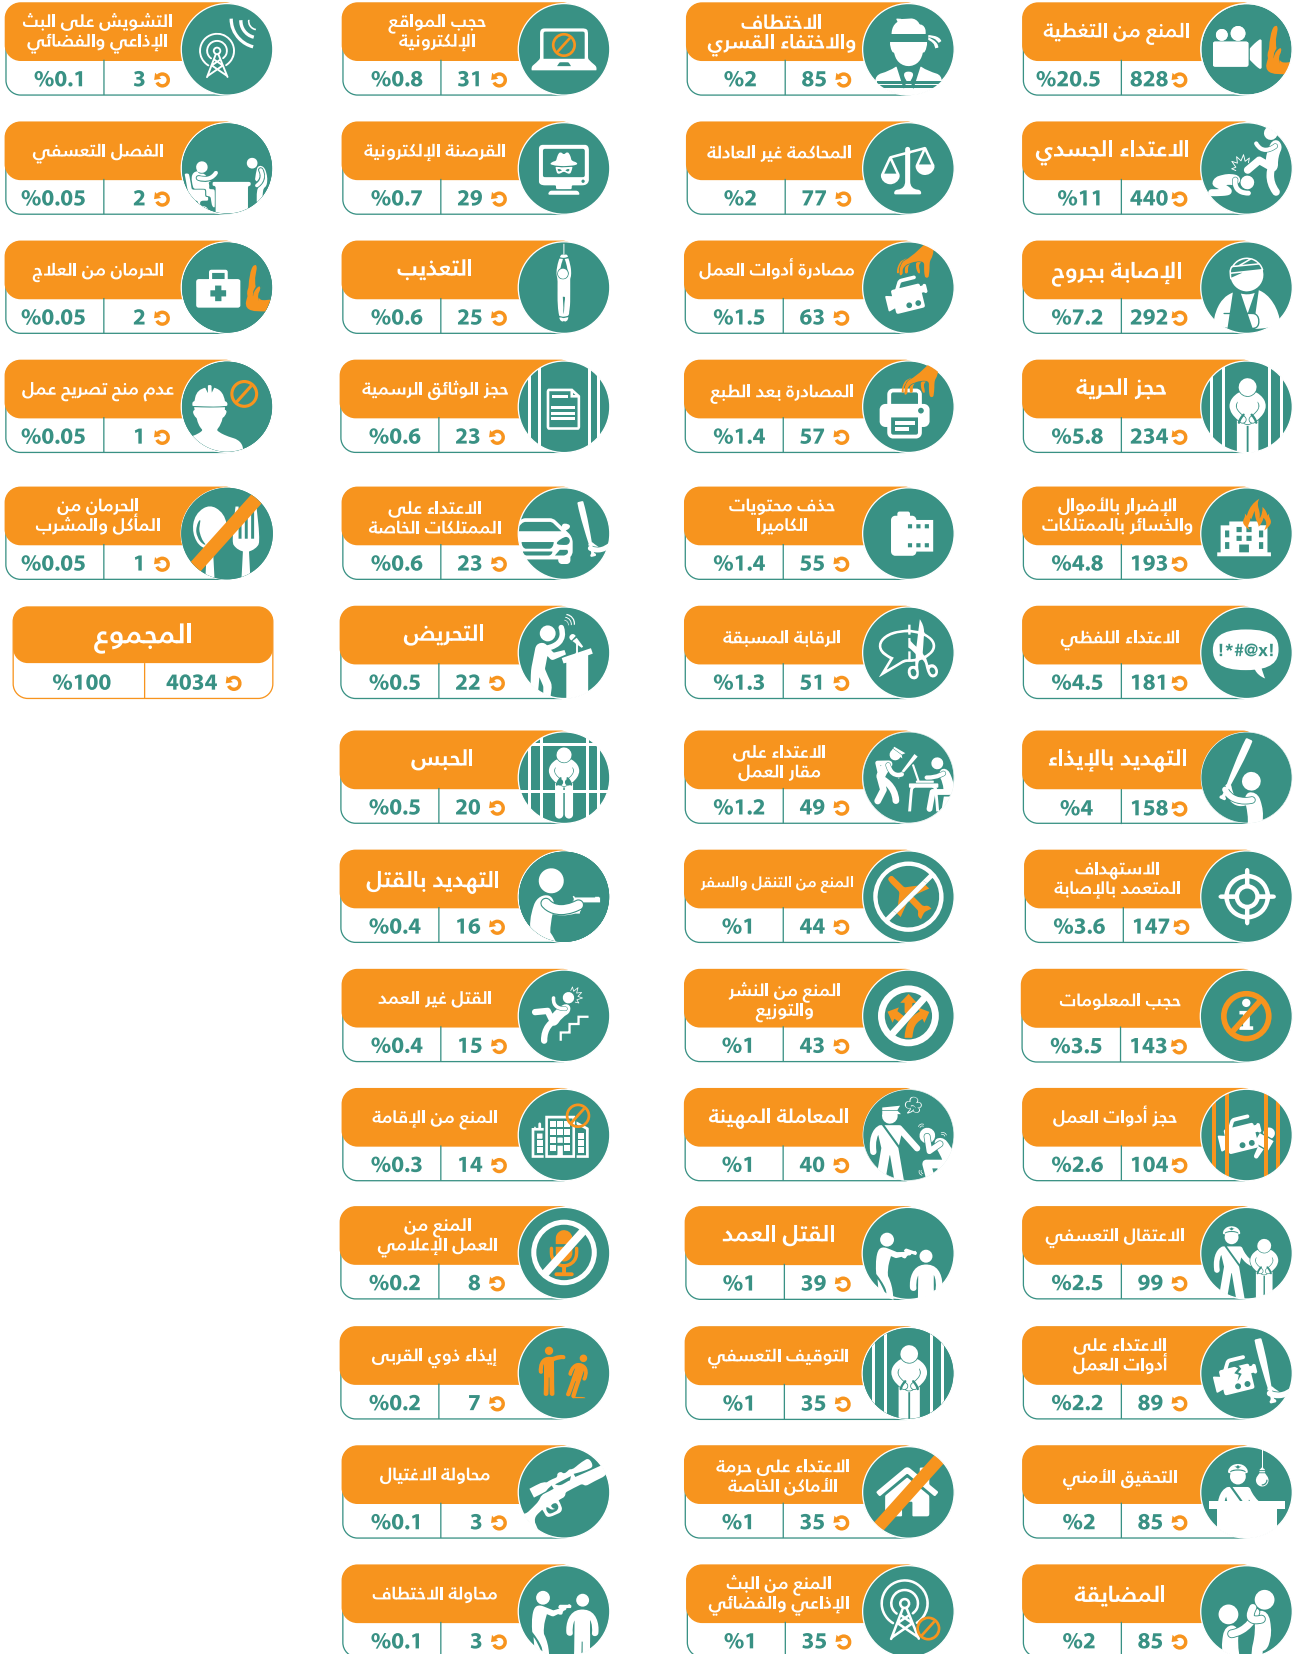 المنع من التغطية
828 %20.5
الاعتداء الجسدي
440 %11
الإصابة بجروح
292 %7.2
حجز الحرية
234 %5.8
الإضرار بالأموال
والخسائر بالممتلكات
193 %4.8
!*#@x!
الاعتداء اللفظي
181 %4.5
التهديد بالإيذاء
158 %4
الاستهداف
المتعمد بالإصابة
147 %3.6
حجب المعلومات
143 %3.5
حجز أدوات العمل
104 %2.6
الاعتقال التعسفي
99 %2.5
الاعتداء على
أدوات العمل
89 %2.2
التحقيق الأمني
85 %2
المضايقة
85 %2
الاختطاف
والاختفاء القسري
85 %2
المحاكمة غير العادلة
77 %2
مصادرة أدوات العمل
63 %1.5
المصادرة بعد الطبع
57 %1.4
حذف محتويات
الكاميرا
55 %1.4
الرقابة المسبقة
51 %1.3
الاعتداء على
مقار العمل
49 %1.2
المنع من التنقل والسفر
44 %1
المنع من النشر
والتوزيع
43 %1
المعاملة المهينة
40 %1
القتل العمد
39 %1
التوقيف التعسفي
35 %1
الاعتداء على حرمة
الأماكن الخاصة
35 %1
المنع من البث
الإذاعي والفضائي
35 %1
حجب المواقع
الإلكترونية
31 %0.8
القرصنة الإلكترونية
29 %0.7
التعذيب
25 %0.6
حجز الوثائق الرسمية
23 %0.6
الاعتداء على
الممتلكات الخاصة
23 %0.6
التحريض
22 %0.5
الحبس
20 %0.5
التهديد بالقتل
16 %0.4
القتل غير العمد
15 %0.4
المنع من الإقامة
14 %0.3
المنع من
العمل الإعلامي
8 %0.2
إيذاء ذوي القربى
7 %0.2
محاولة الاغتيال
3 %0.1
محاولة الاختطاف
3 %0.1
التشويش على البث
الإذاعي والفضائي
3 %0.1
الفصل التعسفي
2 %0.05
الحرمان من العلاج
2 %0.05
عدم منح تصريح عمل
1 %0.05
الحرمان من
المأكل والمشرب
1 %0.05
المجموع
4034 %100